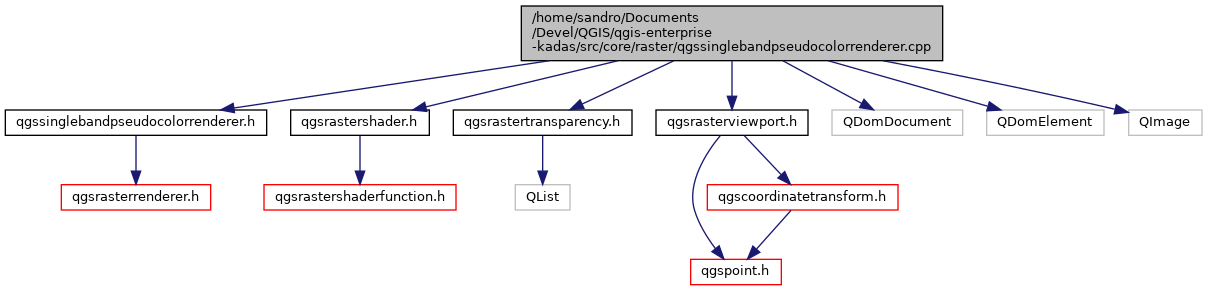 /home/sandro/Documents
/Devel/QGIS/qgis-enterprise
-kadas/src/core/raster/qgssinglebandpseudocolorrenderer.cpp
qgssinglebandpseudocolorrenderer.h
qgsrastershader.h
qgsrastertransparency.h
qgsrasterviewport.h
QDomDocument
QDomElement
QImage
qgsrasterrenderer.h
qgsrastershaderfunction.h
QList
qgscoordinatetransform.h
qgspoint.h